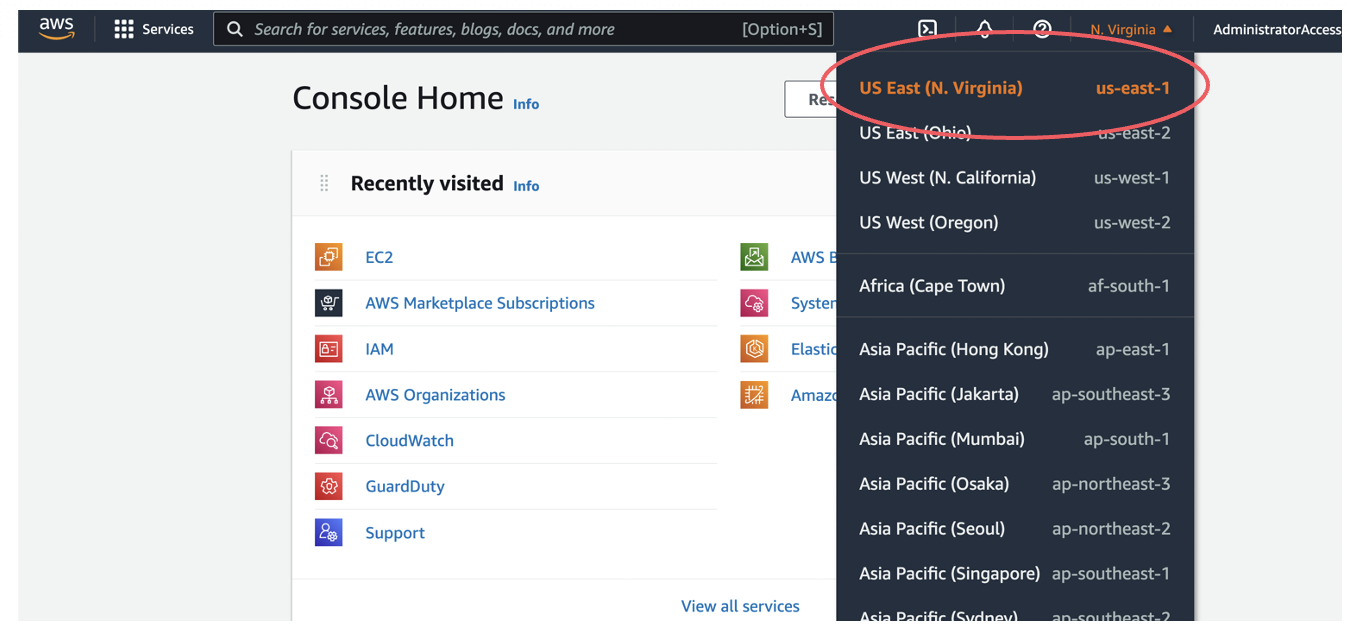 aws Services Search for services, features, blogs, docs, and more [Option+S] N. Virginia AdministratorAccess
Console Home Info
Recently visited Info
EC2
AWS Marketplace Subscriptions
IAM
AWS Organizations
CloudWatch
GuardDuty
Support
AWS
View all services
US East (N. Virginia) us-east-1
US East (Ohio) us-east-2
US West (N. California) us-west-1
US West (Oregon) us-west-2
Africa (Cape Town) af-south-1
Asia Pacific (Hong Kong) ap-east-1
Asia Pacific (Jakarta) ap-southeast-3
Asia Pacific (Mumbai) ap-south-1
Asia Pacific (Osaka) ap-northeast-3
Asia Pacific (Seoul) ap-northeast-2
Asia Pacific (Singapore) ap-southeast-1
Asia Pacific (Sydney) ap-southeast-2